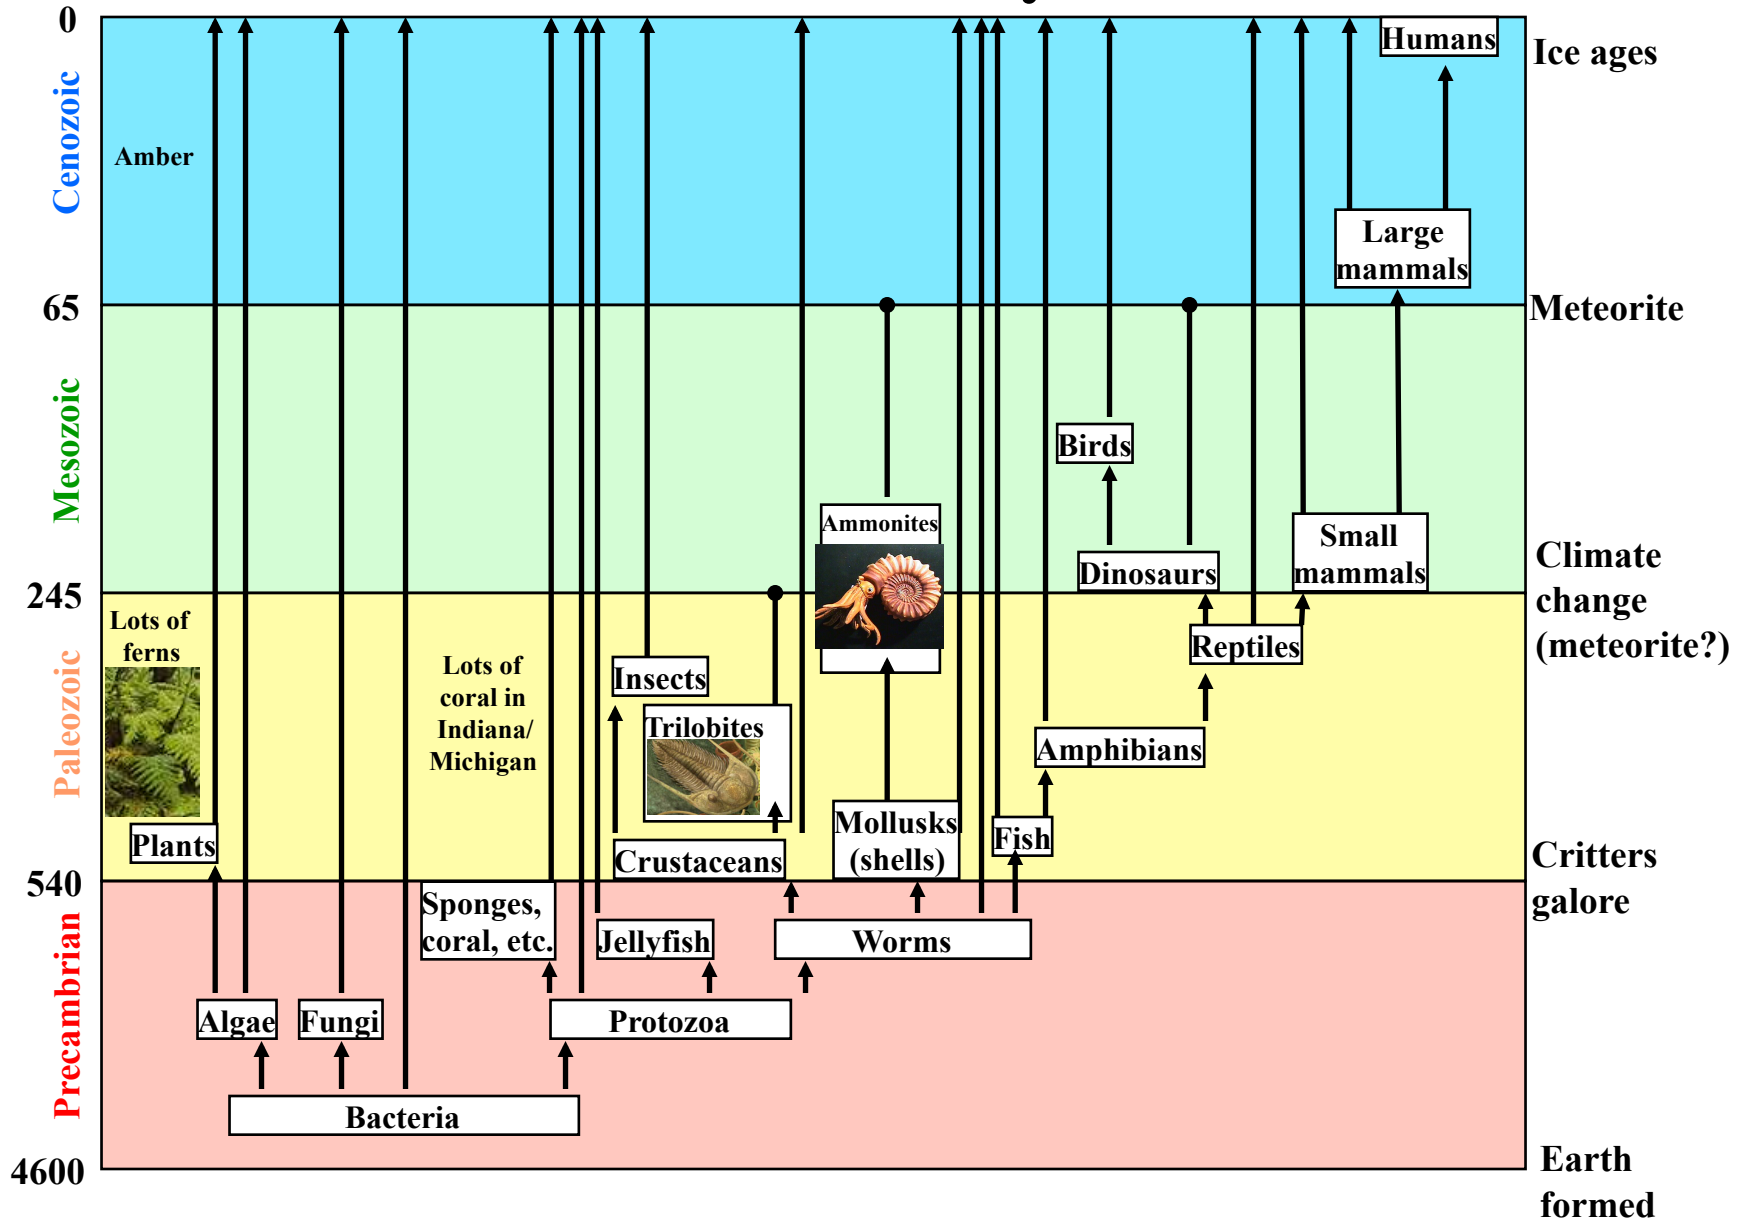 0
Humans
Ice ages
Cenozoic
Amber
Large
mammals
65
Meteorite
Mesozoic
Birds
Ammonites
Small
mammals
Dinosaurs
Climate
change
(meteorite?)
245
Lots of
ferns
Reptiles
Paleozoic
Lots of
coral in
Indiana/
Michigan
Insects
Trilobites
Amphibians
Plants
Crustaceans
Mollusks
(shells)
Fish
Critters
galore
540
Precambrian
Sponges,
coral, etc.
Jellyfish
Worms
Algae
Fungi
Protozoa
Bacteria
4600
Earth
formed